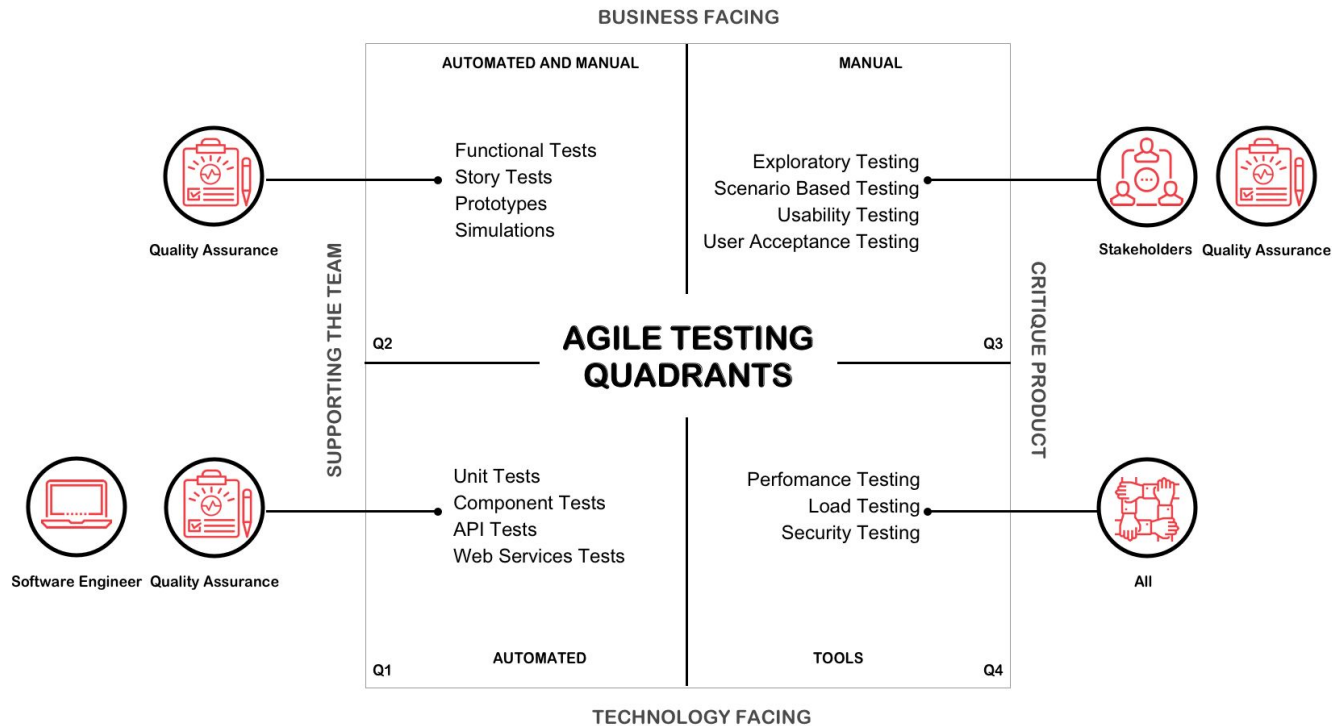 BUSINESS FACING
AUTOMATED AND MANUAL
MANUAL
Functional Tests
Story Tests
Prototypes
Simulations
Exploratory Testing
Scenario Based Testing
Usability Testing
User Acceptance Testing
Quality Assurance
Stakeholders
Quality Assurance
SUPPORTING THE TEAM
CRITIQUE PRODUCT
Q2
AGILE TESTING
QUADRANTS
Q3
Unit Tests
Component Tests
API Tests
Web Services Tests
Perfomance Testing
Load Testing
Security Testing
Software Engineer
Quality Assurance
All
Q1
AUTOMATED
TOOLS
Q4
TECHNOLOGY FACING